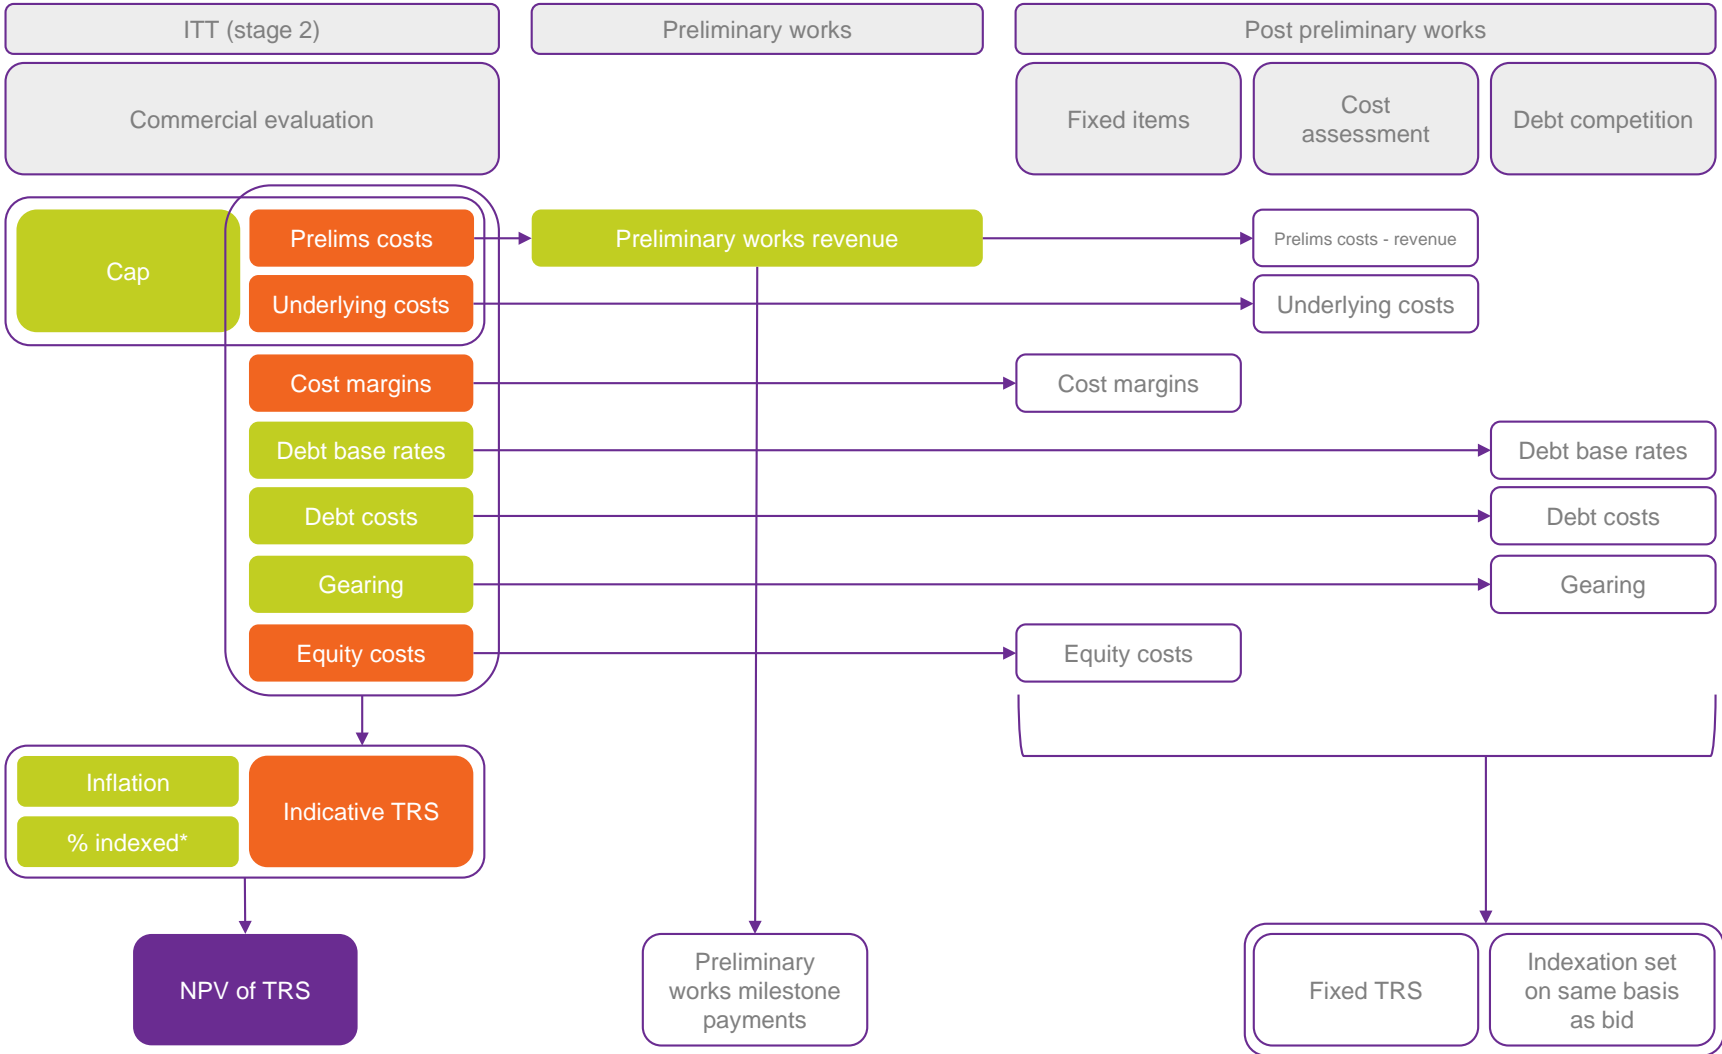 ITT (stage 2)
Preliminary works
Post preliminary works
Commercial evaluation
Fixed items
Cost
assessment
Debt competition
Cap
Prelims costs
Preliminary works revenue
Prelims costs - revenue
Underlying costs
Underlying costs
Cost margins
Cost margins
Debt base rates
Debt base rates
Debt costs
Debt costs
Gearing
Gearing
Equity costs
Equity costs
Inflation
% indexed*
Indicative TRS
NPV of TRS
Preliminary
works milestone
payments
Fixed TRS
Indexation set
on same basis
as bid